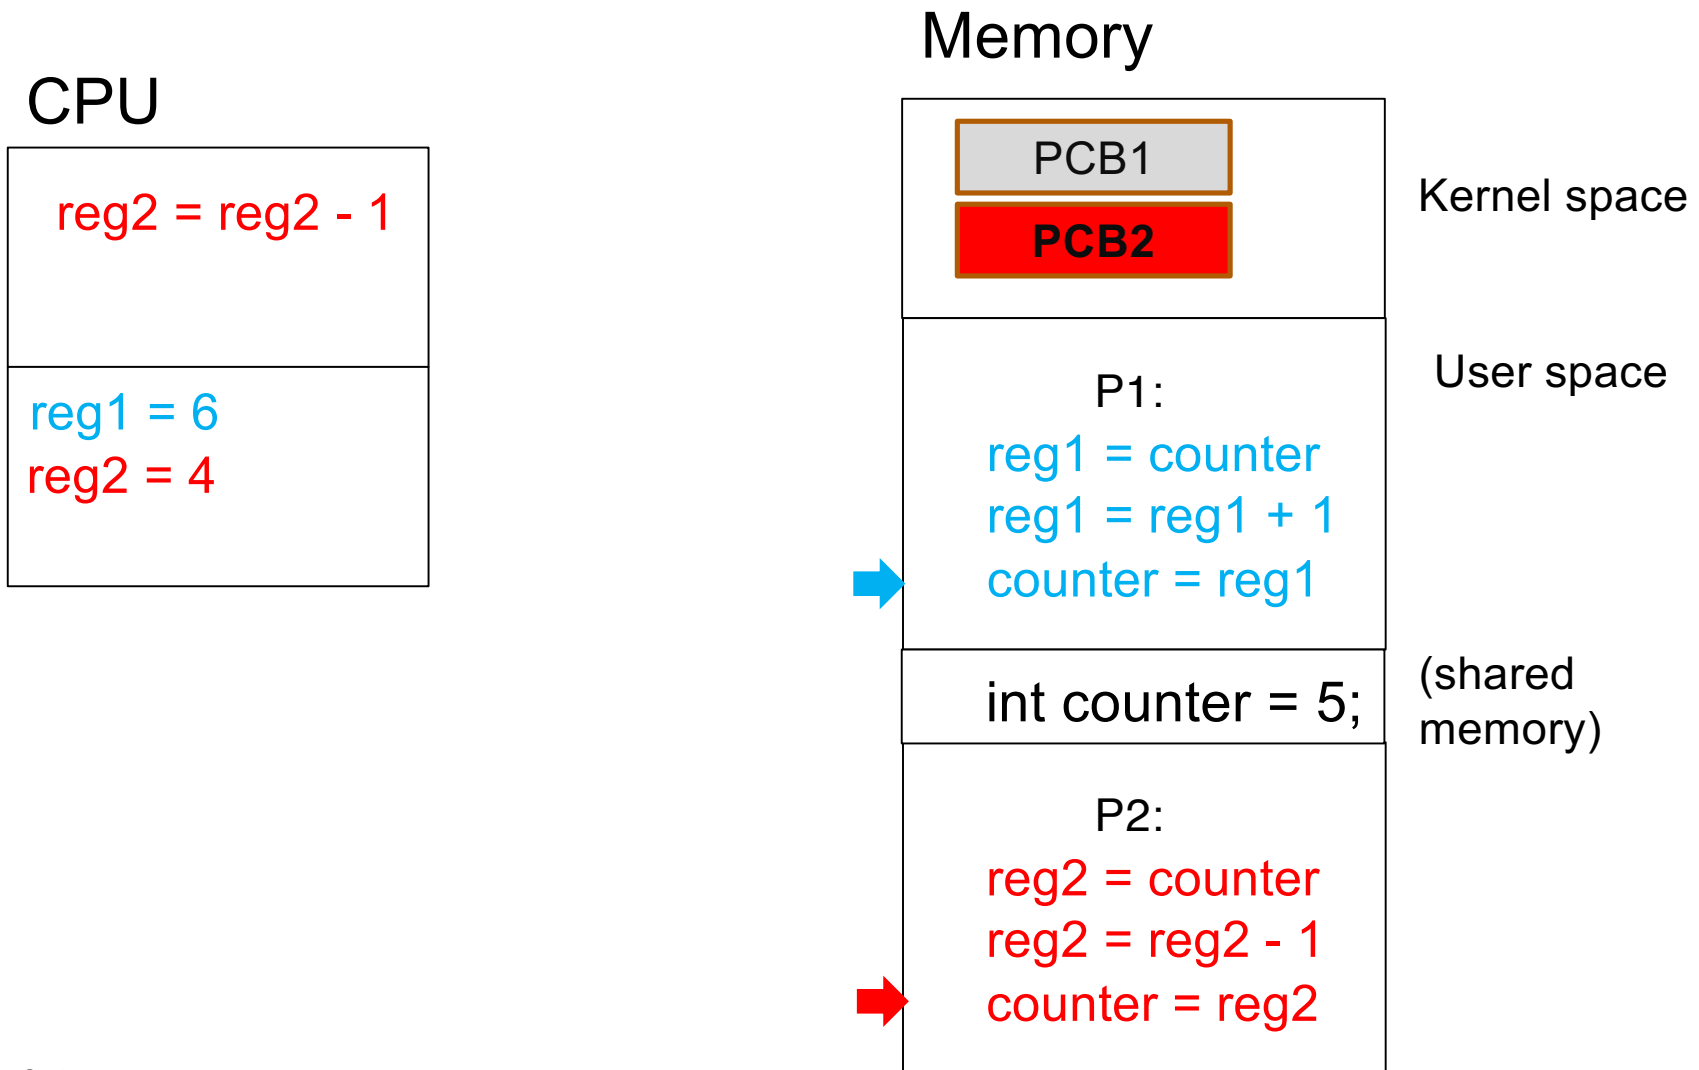 Memory
CPU
reg2 = reg2 - 1
reg1 = 6
reg2 = 4
PCB1
PCB2
Kernel space
User space
P1:
reg1 = counter
reg1 = reg1 + 1
counter = reg1
int counter = 5;
(shared
memory)
P2:
reg2 = counter
reg2 = reg2 - 1
counter = reg2